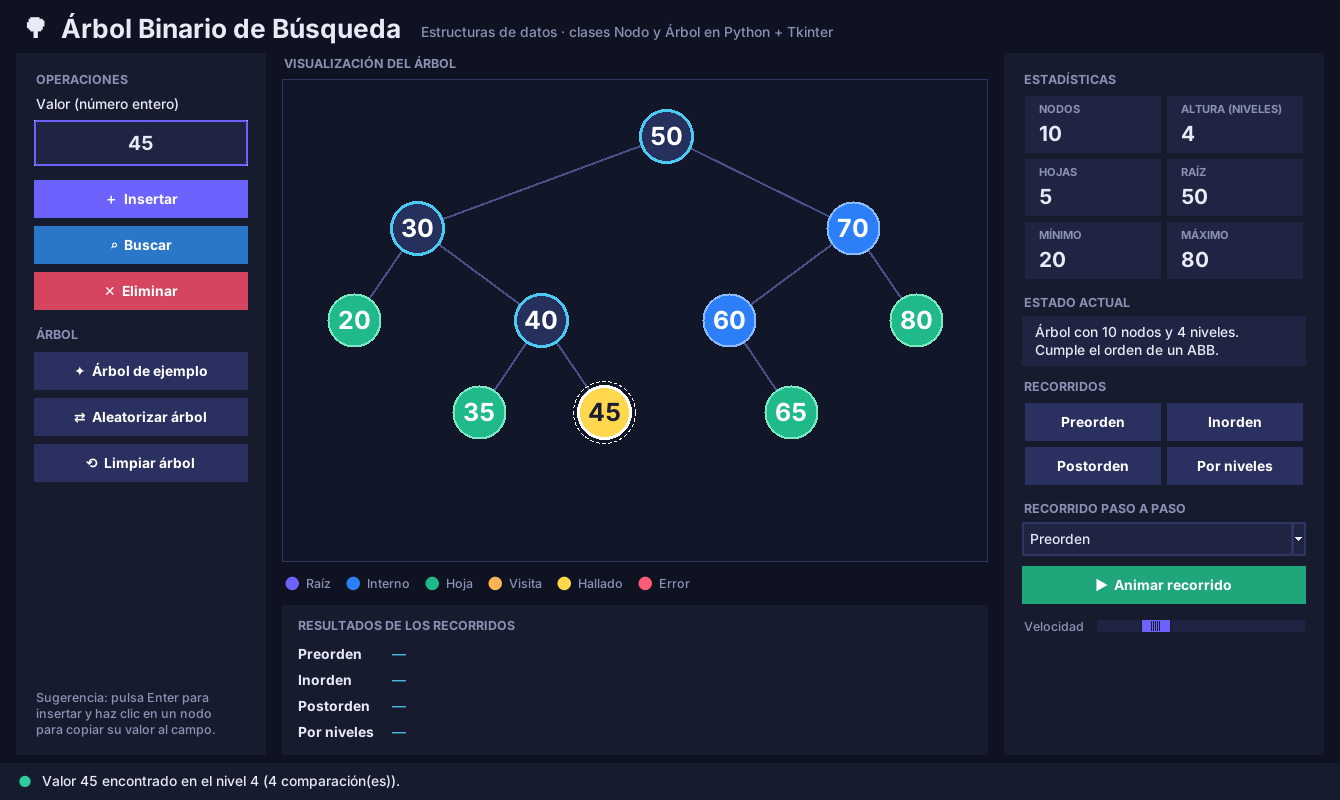 Árbol Binario de Búsqueda
Estructuras de datos · clases Nodo y Árbol en Python + Tkinter
OPERACIONES
Valor (número entero)
45
+ Insertar
⌕ Buscar
✕ Eliminar
ÁRBOL
✦ Árbol de ejemplo
⇄ Aleatorizar árbol
⟲ Limpiar árbol
Sugerencia: pulsa Enter para
insertar y haz clic en un nodo
para copiar su valor al campo.
VISUALIZACIÓN DEL ÁRBOL
50
30
70
20
40
60
80
35
45
65
Raíz
Interno
Hoja
Visita
Hallado
Error
RESULTADOS DE LOS RECORRIDOS
Preorden —
Inorden —
Postorden —
Por niveles —
ESTADÍSTICAS
NODOS
10
ALTURA (NIVELES)
4
HOJAS
5
RAÍZ
50
MÍNIMO
20
MÁXIMO
80
ESTADO ACTUAL
Árbol con 10 nodos y 4 niveles.
Cumple el orden de un ABB.
RECORRIDOS
Preorden
Inorden
Postorden
Por niveles
RECORRIDO PASO A PASO
Preorden
▶ Animar recorrido
Velocidad
Valor 45 encontrado en el nivel 4 (4 comparación(es)).